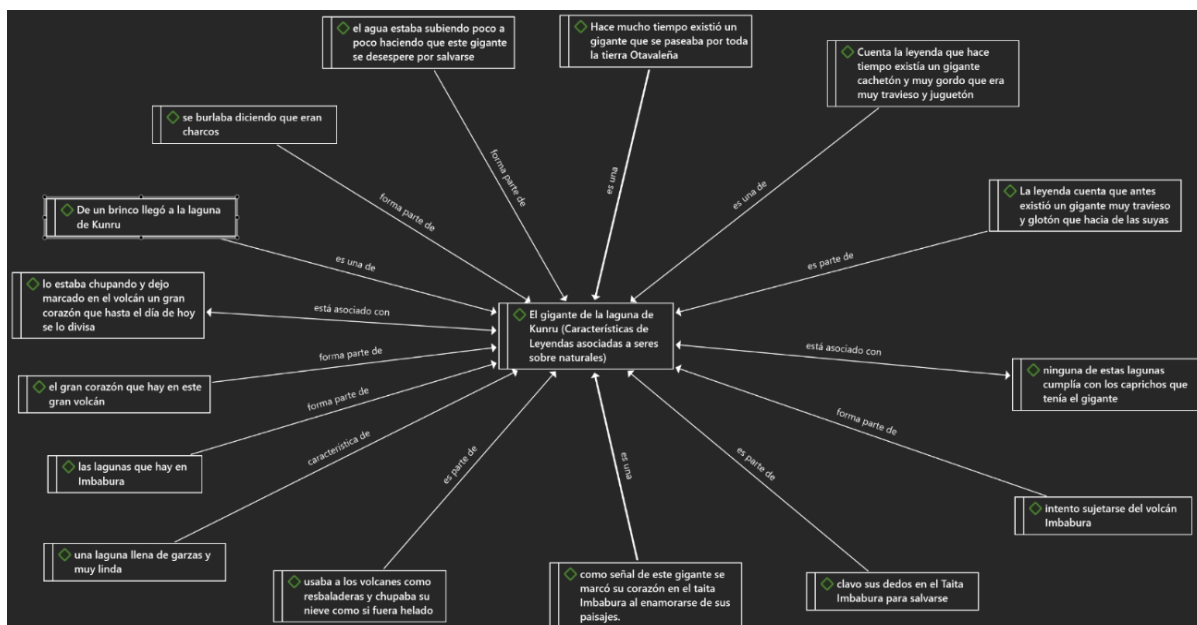 el agua estaba subiendo poco a
poco haciendo que este gigante
se desespere por salvarse
Hace mucho tiempo existió un
gigante que se paseaba por toda
la tierra Otavaleña
Cuenta la leyenda que hace
tiempo existía un gigante
cachetón y muy gordo que era
muy travieso y juguetón
se burlaba diciendo que eran
charcos
forma parte de
es una
es una de
forma parte de
De un brinco llegó a la laguna
de Kunru
La leyenda cuenta que antes
existió un gigante muy travieso
y glotón que hacia de las suyas
es una de
es parte de
lo estaba chupando y dejo
marcado en el volcán un gran
corazón que hasta el día de hoy
se lo divisa
está asociado con
El gigante de la laguna de
Kunru (Características de
Leyendas asociadas a seres
sobre naturales)
está asociado con
ninguna de estas lagunas
cumplía con los caprichos que
tenía el gigante
forma parte de
el gran corazón que hay en este
gran volcán
forma parte de
forma parte de
las lagunas que hay en
Imbabura
característica de
es parte de
es una
es parte de
intento sujetarse del volcán
Imbabura
una laguna llena de garzas y
muy linda
usaba a los volcanes como
resbaladeras y chupaba su
nieve como si fuera helado
como señal de este gigante se
marcó su corazón en el taita
Imbabura al enamorarse de sus
paisajes.
clavo sus dedos en el Taita
Imbabura para salvarse